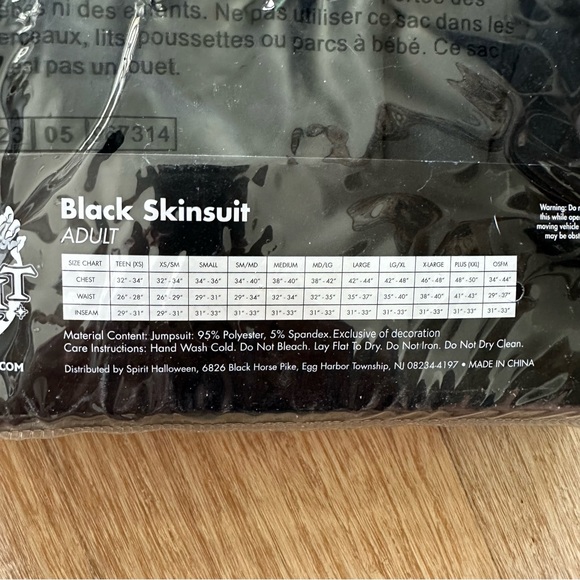 ni des enfants. Ne pas utiliser ce sac dans les
lits, poussettes ou parcs à bébé. Ce sac
pas un jouet.
23 05 37314
Black Skinsuit
ADULT
SIZE CHART TEEN (XS) XS/SM SMALL SM/MD MEDIUM MD/LG LARGE LG/XL X-LARGE PLUS (XXL) OSFM
CHEST 32" - 34" 32" - 34" 34" - 36" 34" - 40" 38" - 40" 38" - 42" 42" - 44" 42" - 48" 46" - 48" 48" - 50" 34" - 44"
WAIST 26" - 28" 26" - 29" 29" - 31" 29" - 34" 32" - 34" 32" - 35" 35" - 37" 35" - 40" 38" - 40" 41" - 43" 29" - 37"
INSEAM 29" - 31" 29" - 31" 31" - 33" 31" - 33" 31" - 33" 31" - 33" 31" - 33" 31" - 33" 31" - 33" 31" - 33" 31" - 33"
Material Content: Jumpsuit: 95% Polyester, 5% Spandex. Exclusive of decoration
Care Instructions: Hand Wash Cold. Do Not Bleach. Lay Flat To Dry. Do Not Iron. Do Not Dry Clean.
Distributed by Spirit Halloween, 6826 Black Horse Pike, Egg Harbor Township, NJ 08234-4197 • MADE IN CHINA
Warning: Do
this while
moving vehicle
may be
.COM